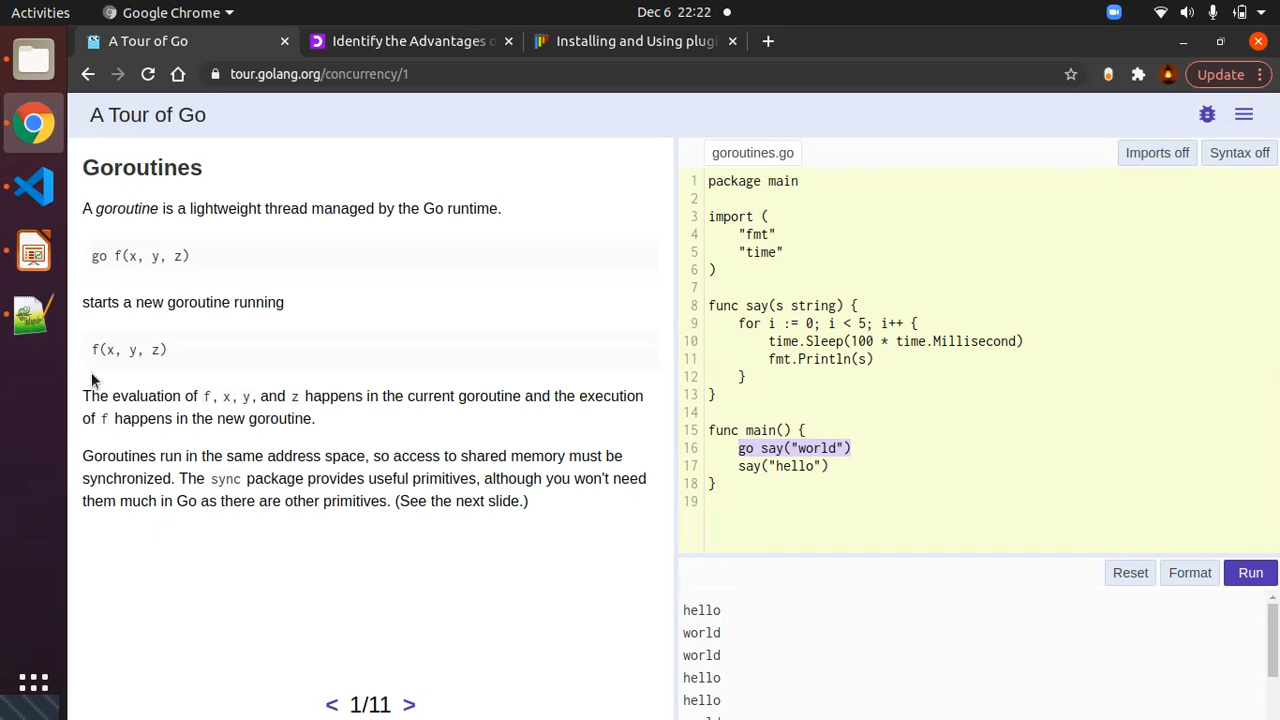 Activities
Google Chrome
Dec 6 22:22
A Tour of Go
Identify the Advantages o
Installing and Using plugi
tour.golang.org/concurrency/1
Update
A Tour of Go
Goroutines
A goroutine is a lightweight thread managed by the Go runtime.
go f(x, y, z)
starts a new goroutine running
f(x, y, z)
The evaluation of f, x, y, and z happens in the current goroutine and the execution
of f happens in the new goroutine.
Goroutines run in the same address space, so access to shared memory must be
synchronized. The sync package provides useful primitives, although you won't need
them much in Go as there are other primitives. (See the next slide.)
< 1/11 >
goroutines.go
Imports off
Syntax off
1 package main
2
3 import (
4 "fmt"
5 "time"
6 )
7
8 func say(s string) {
9 for i := 0; i < 5; i++ {
10 time.Sleep(100 * time.Millisecond)
11 fmt.Println(s)
12 }
13 }
14
15 func main() {
16 go say("world")
17 say("hello")
18 }
19
Reset
Format
Run
hello
world
world
hello
hello